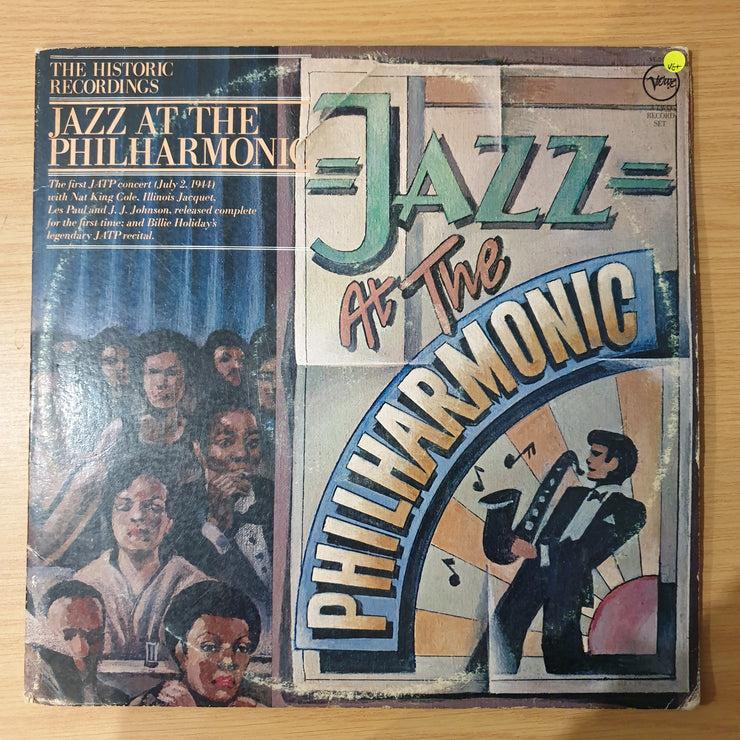 THE HISTORIC
RECORDINGS
JAZZ AT THE
PHILHARMONIC
The first JATP concert (July 2, 1944)
with Nat King Cole, Illinois Jacquet,
Les Paul and J. J. Johnson, released complete
for the first time; and Billie Holiday's
legendary JATP recital.
VG+
Verve
RECORD
SET
=JAZZ=
At The
PHILHARMONIC